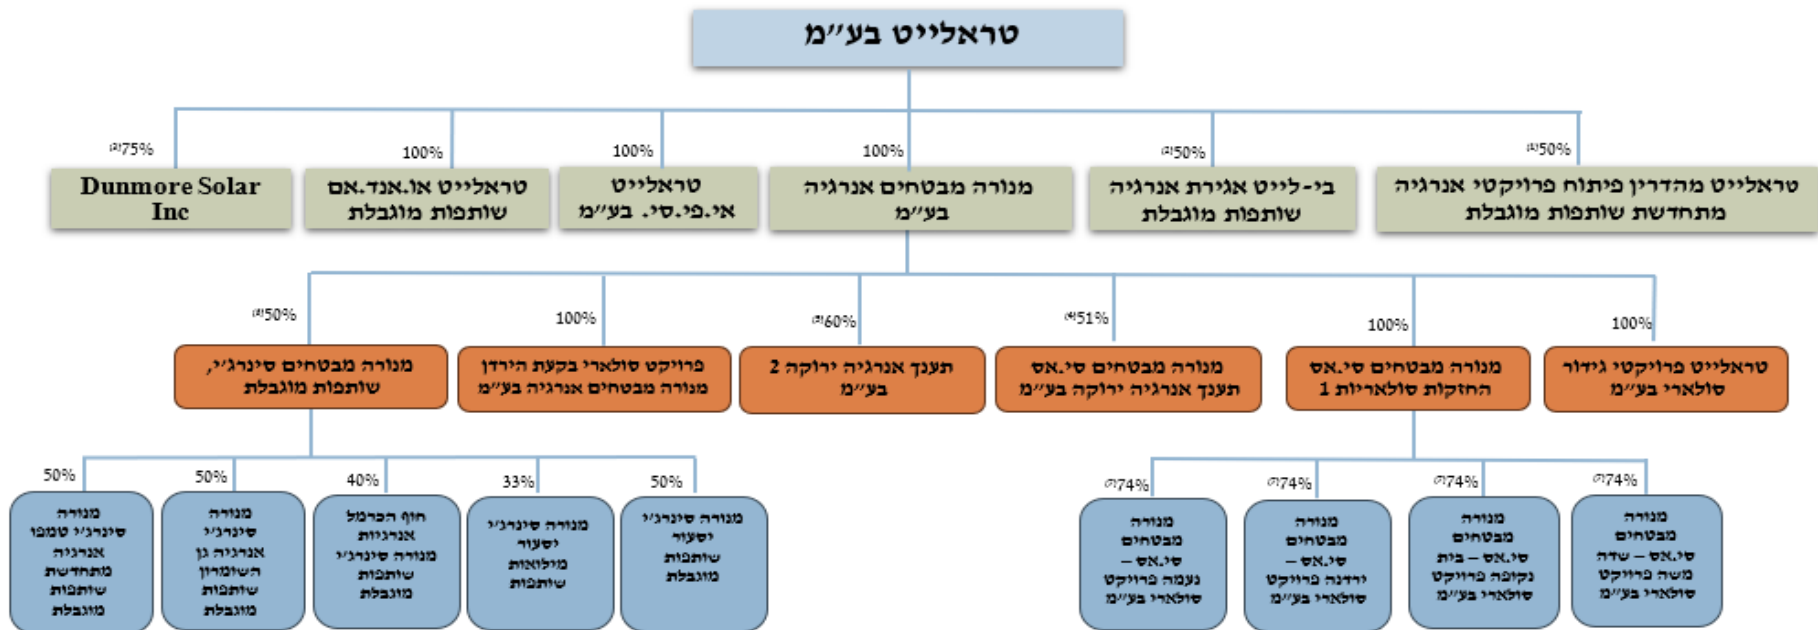 טראלייט בע"מ
(1)50%
(2)50%
100%
100%
100%
75%
טראלייט מהדרין פיתוח פרויקטי אנרגיה
מתחדשת שותפות מוגבלת
בי-לייט אגירת אנרגיה
שותפות מוגבלת
מנורה מבטחים אנרגיה
בע"מ
טראלייט
אי.פי.סי. בע"מ
טראלייט או.אנד.אם
שותפות מוגבלת
Dunmore Solar
Inc
100%
100%
51%
60%
100%
50%
טראלייט פרויקטי גידור
סולארי בע"מ
מנורה מבטחים סי.אס
החזקות סולאריות 1
מנורה מבטחים סי.אס
תענך אנרגיה ירוקה בע"מ
תענך אנרגיה ירוקה 2
בע"מ
פרויקט סולארי בקעת הירדן
מנורה מבטחים אנרגיה בע"מ
מנורה מבטחים סינרג'י,
שותפות מוגבלת
74%
74%
74%
74%
50%
33%
40%
50%
50%
מנורה
מבטחים
סי.אס – שדה
משה פרויקט
סולארי בע"מ
מנורה
מבטחים
סי.אס – בית
נקופה פרויקט
סולארי בע"מ
מנורה
מבטחים
סי.אס –
ירדנה פרויקט
סולארי בע"מ
מנורה
מבטחים
סי.אס –
נעמה פרויקט
סולארי בע"מ
מנורה סינרג'י
יסעור
שותפות
מוגבלת
מנורה סינרג'י
יסעור
מילואות
שותפות
חוף הכרמל
אנרגיות
מנורה סינרג'י
שותפות
מוגבלת
מנורה
סינרג'י
אנרגיה גן
השומרון
שותפות
מוגבלת
מנורה
סינרג'י טמפו
אנרגיה
מתחדשת
שותפות
מוגבלת